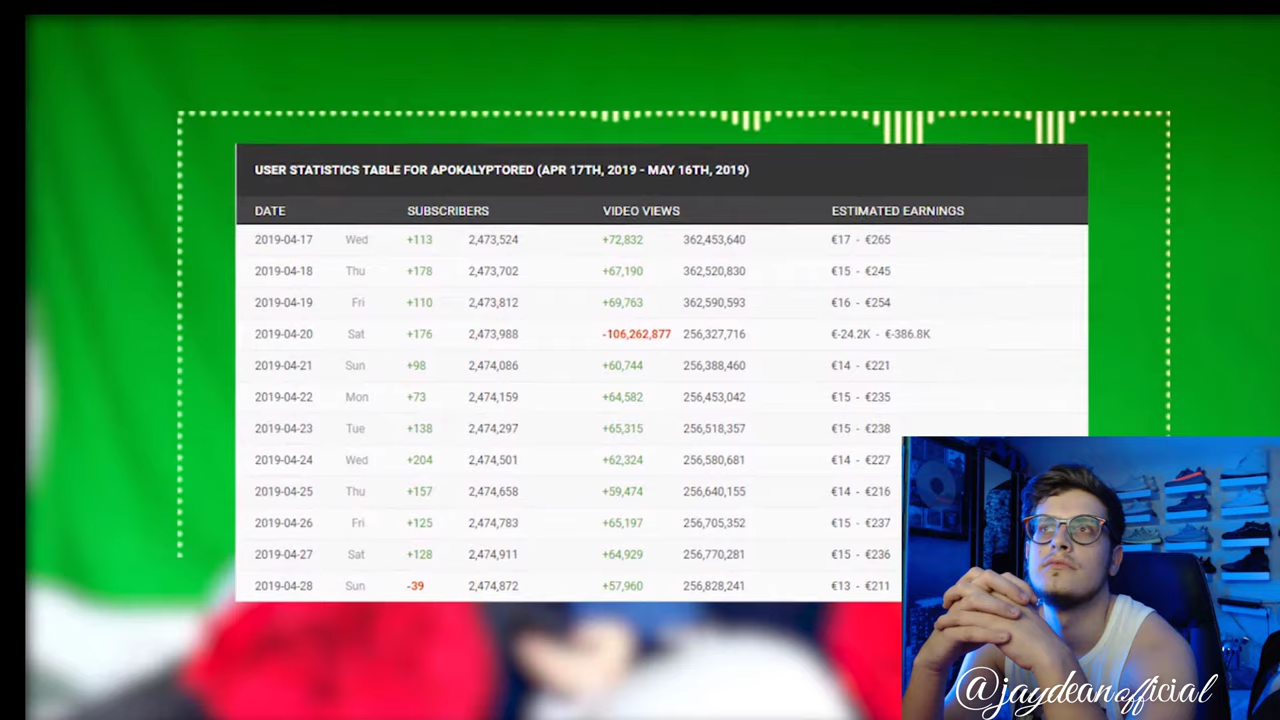 USER STATISTICS TABLE FOR APOKALYPTORED (APR 17TH, 2019 - MAY 16TH, 2019)
DATE SUBSCRIBERS VIDEO VIEWS ESTIMATED EARNINGS
2019-04-17 Wed +113 2,473,524 +72,832 362,453,640 €17 - €265
2019-04-18 Thu +178 2,473,702 +67,190 362,520,830 €15 - €245
2019-04-19 Fri +110 2,473,812 +69,763 362,590,593 €16 - €254
2019-04-20 Sat +176 2,473,988 -106,262,877 256,327,716 €-24.2K - €-386.8K
2019-04-21 Sun +98 2,474,086 +60,744 256,388,460 €14 - €221
2019-04-22 Mon +73 2,474,159 +64,582 256,453,042 €15 - €235
2019-04-23 Tue +138 2,474,297 +65,315 256,518,357 €15 - €238
2019-04-24 Wed +204 2,474,501 +62,324 256,580,681 €14 - €227
2019-04-25 Thu +157 2,474,658 +59,474 256,640,155 €14 - €216
2019-04-26 Fri +125 2,474,783 +65,197 256,705,352 €15 - €237
2019-04-27 Sat +128 2,474,911 +64,929 256,770,281 €15 - €236
2019-04-28 Sun -39 2,474,872 +57,960 256,828,241 €13 - €211
@jaydeanofficial